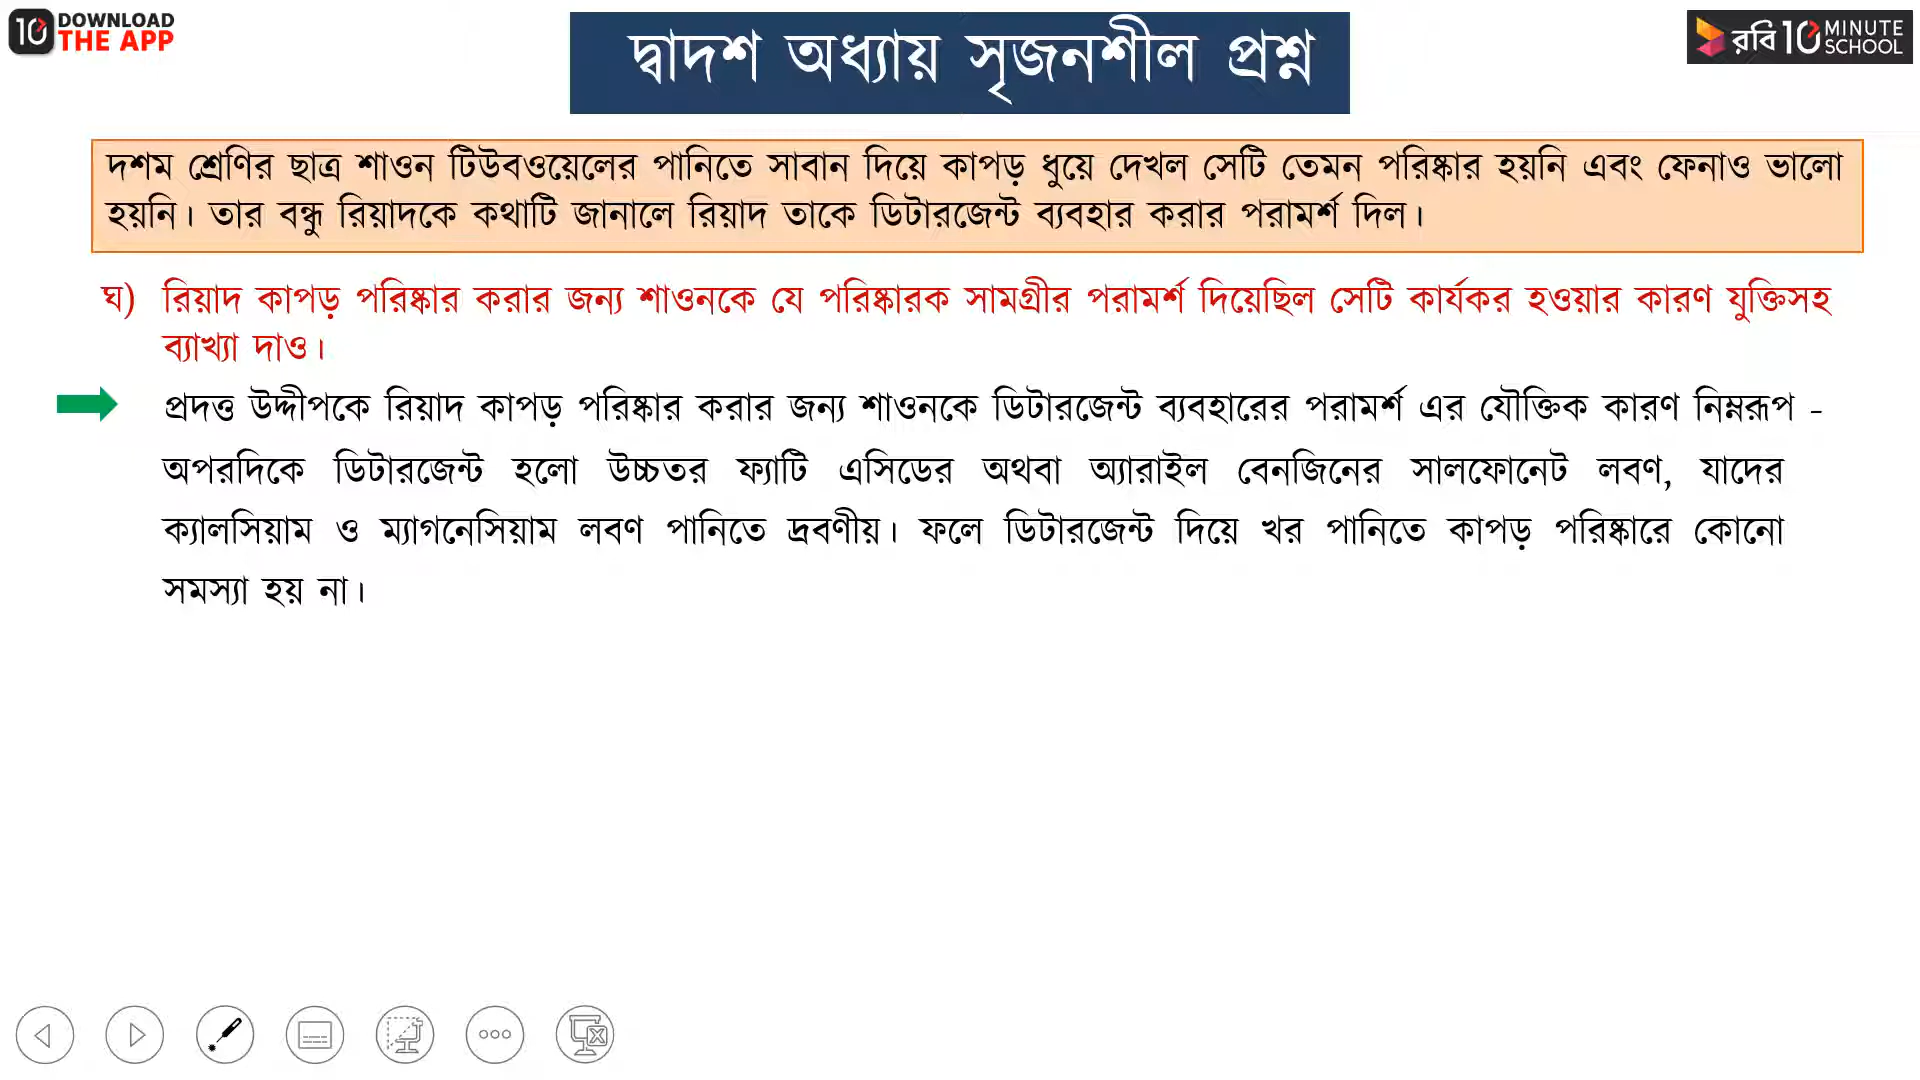 10 DOWNLOAD
THE APP
দ্বাদশ অধ্যায় সৃজনশীল প্রশ্ন
রবি 10 MINUTE
SCHOOL
দশম শ্রেণির ছাত্র শাওন টিউবওয়েলের পানিতে সাবান দিয়ে কাপড় ধুয়ে দেখল সেটি তেমন পরিষ্কার হয়নি এবং ফেনাও ভালো
হয়নি। তার বন্ধু রিয়াদকে কথাটি জানালে রিয়াদ তাকে ডিটারজেন্ট ব্যবহার করার পরামর্শ দিল।
ঘ) রিয়াদ কাপড় পরিষ্কার করার জন্য শাওনকে যে পরিষ্কারক সামগ্রীর পরামর্শ দিয়েছিল সেটি কার্যকর হওয়ার কারণ যুক্তিসহ
ব্যাখ্যা দাও।
প্রদত্ত উদ্দীপকে রিয়াদ কাপড় পরিষ্কার করার জন্য শাওনকে ডিটারজেন্ট ব্যবহারের পরামর্শ এর যৌক্তিক কারণ নিম্নরূপ -
অপরদিকে ডিটারজেন্ট হলো উচ্চতর ফ্যাটি এসিডের অথবা অ্যারাইল বেনজিনের সালফোনেট লবণ, যাদের
ক্যালসিয়াম ও ম্যাগনেসিয়াম লবণ পানিতে দ্রবণীয়। ফলে ডিটারজেন্ট দিয়ে খর পানিতে কাপড় পরিষ্কারে কোনো
সমস্যা হয় না।